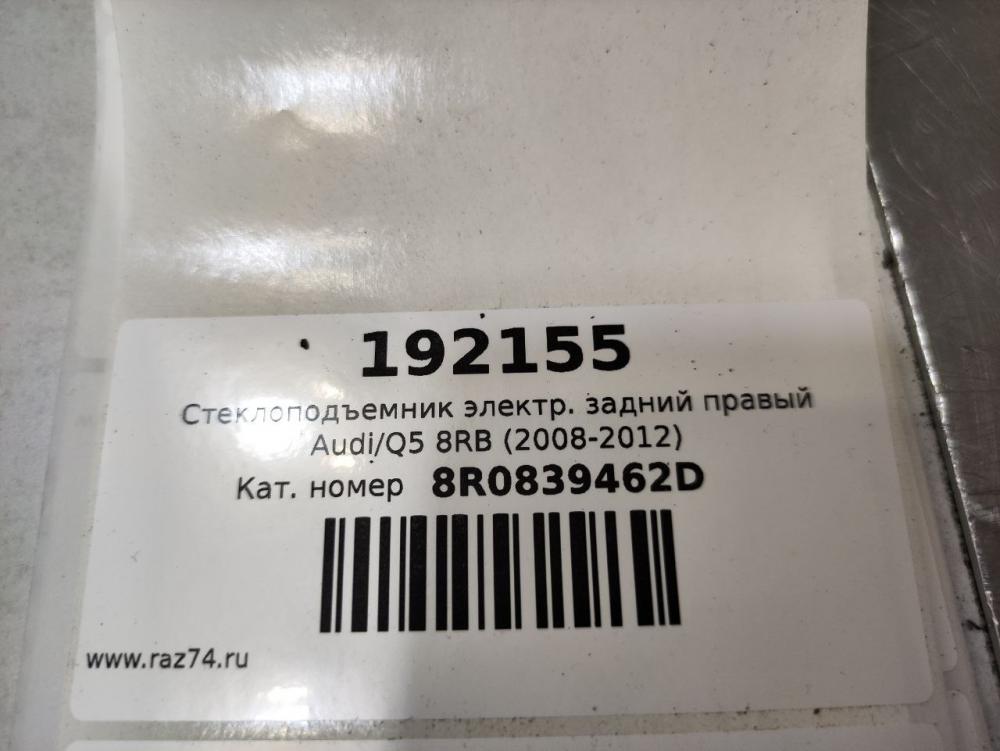 192155
Стеклоподъемник электр. задний правый
Audi/Q5 8RB (2008-2012)
Кат. номер 8R0839462D
www.raz74.ru